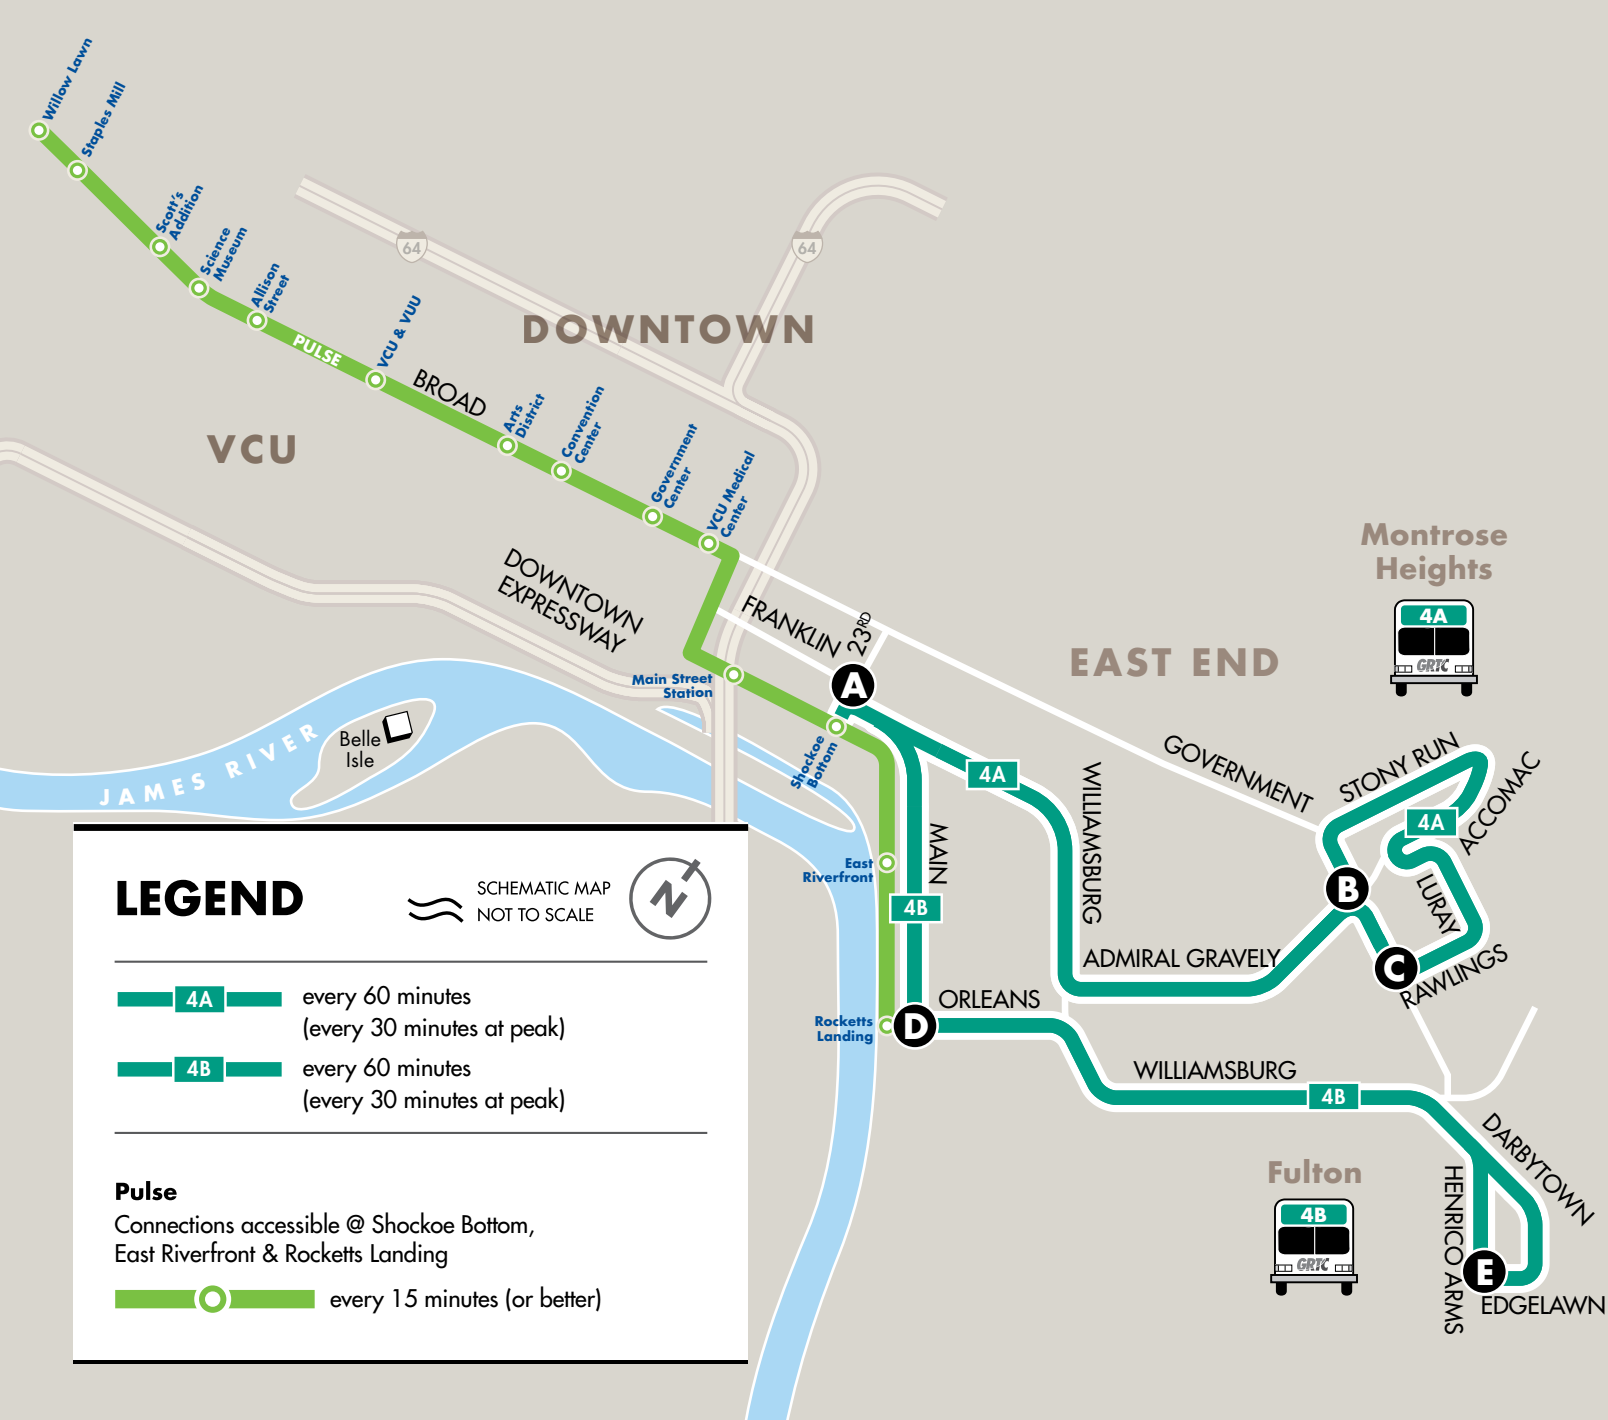 Willow Lawn
Staples Mill
Scott's
Addition
Science
Museum
Allison
Street
PULSE
VCU & VUU
BROAD
Arts
District
Convention
Center
Government
Center
VCU Medical
Center
64
64
DOWNTOWN
VCU
DOWNTOWN
EXPRESSWAY
FRANKLIN
23RD
Main Street
Station
A
Shockoe
Bottom
EAST END
Montrose
Heights
4A
GRTC
JAMES RIVER
Belle
Isle
4A
WILLIAMSBURG
GOVERNMENT
STONY RUN
ACCOMAC
4A
LURAY
B
C
RAWLINGS
MAIN
East
Riverfront
4B
ADMIRAL GRAVELY
ORLEANS
Rocketts
Landing
D
WILLIAMSBURG
4B
DARBYTOWN
HENRICO ARMS
E
EDGELAWN
Fulton
4B
GRTC
LEGEND
SCHEMATIC MAP
NOT TO SCALE
N
4A
every 60 minutes
(every 30 minutes at peak)
4B
every 60 minutes
(every 30 minutes at peak)
Pulse
Connections accessible @ Shockoe Bottom,
East Riverfront & Rocketts Landing
every 15 minutes (or better)